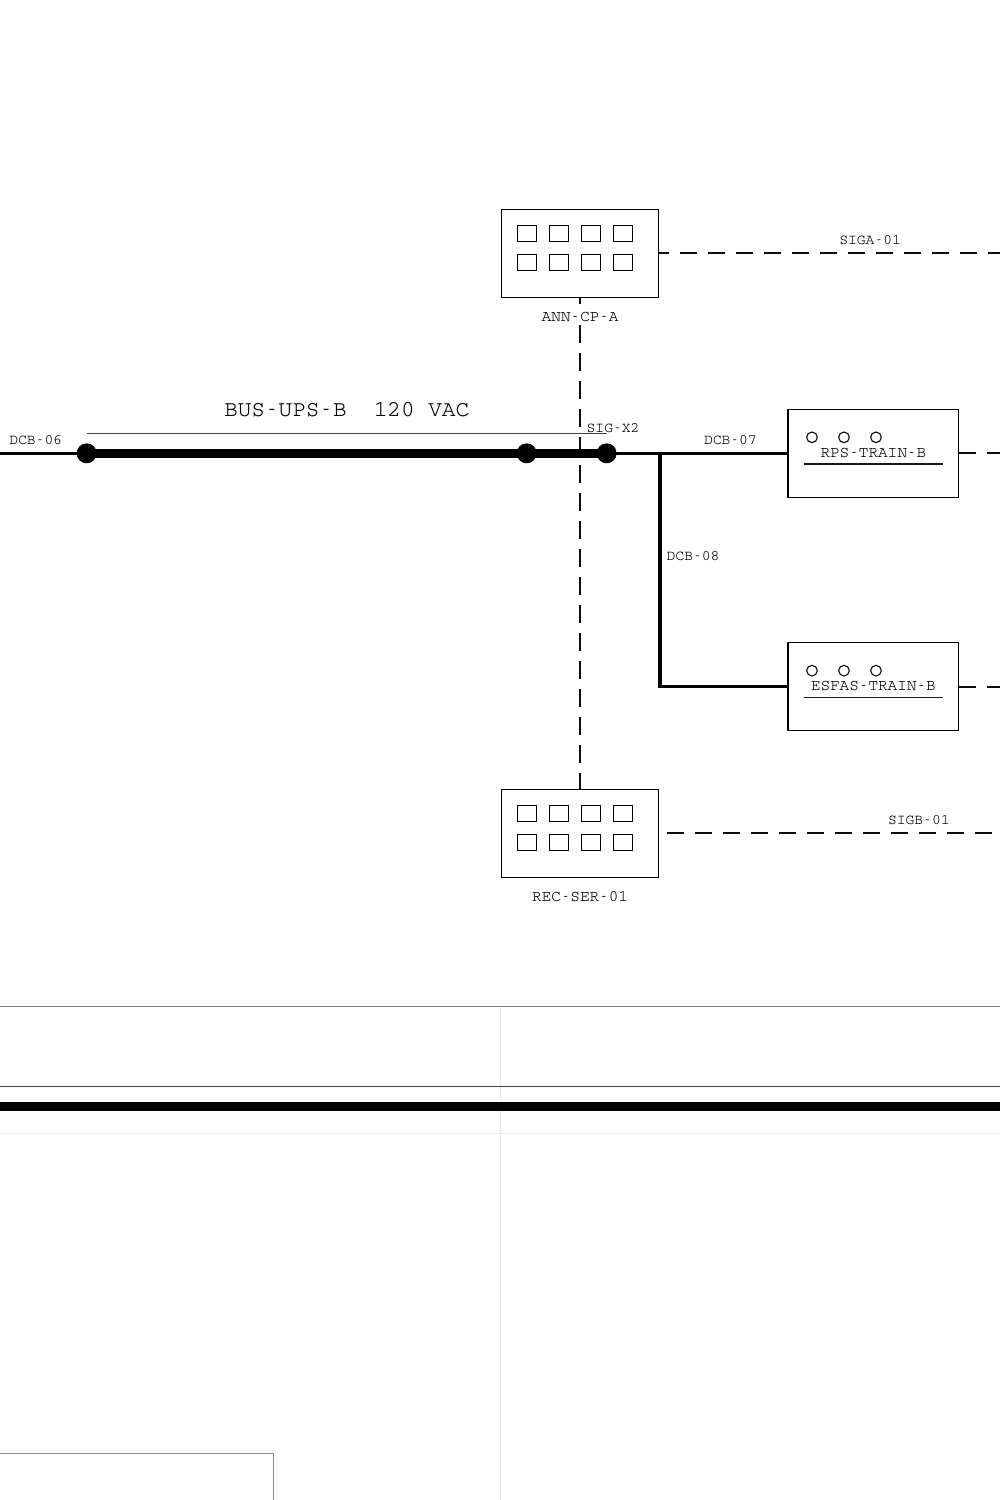 SIGA-01
ANN-CP-A
BUS-UPS-B  120 VAC
SIG-X2
DCB-06
DCB-07
RPS-TRAIN-B
DCB-08
ESFAS-TRAIN-B
SIGB-01
REC-SER-01